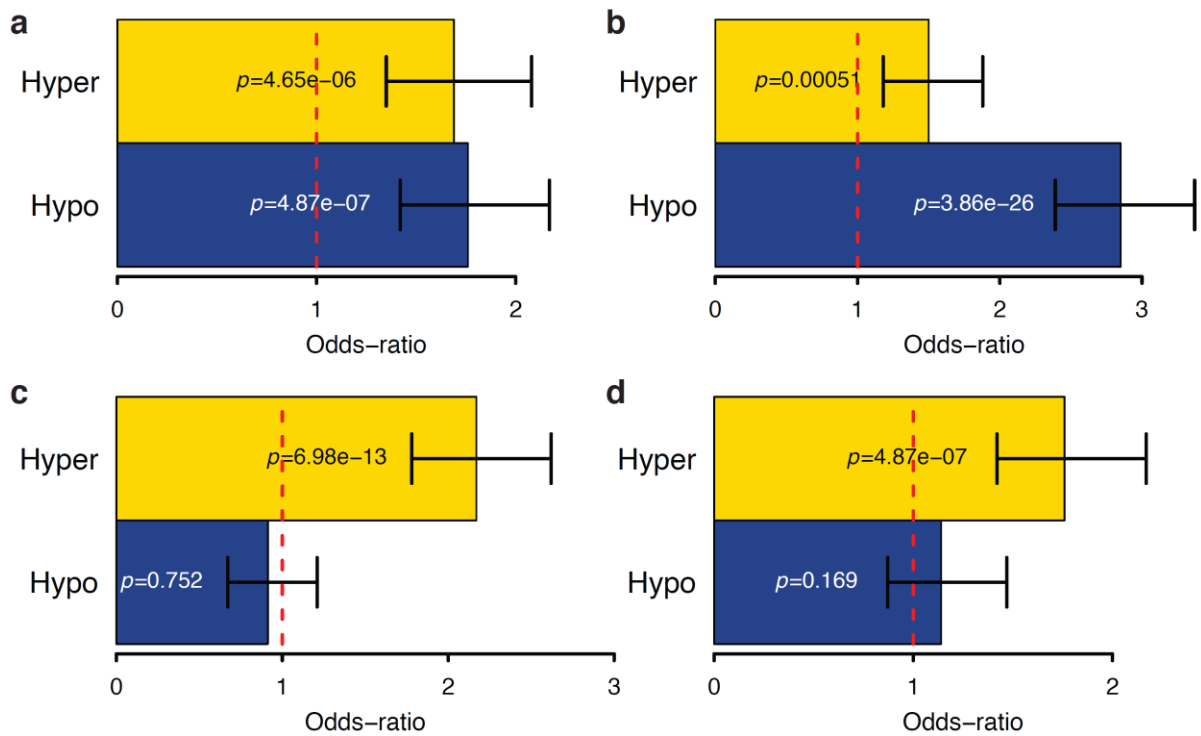 a
Hyper
p=4.65e−06
Hypo
p=4.87e−07
0 1 2
Odds−ratio
b
Hyper
p=0.00051
Hypo
p=3.86e−26
0 1 2 3
Odds−ratio
c
Hyper
p=6.98e−13
Hypo
p=0.752
0 1 2 3
Odds−ratio
d
Hyper
p=4.87e−07
Hypo
p=0.169
0 1 2
Odds−ratio